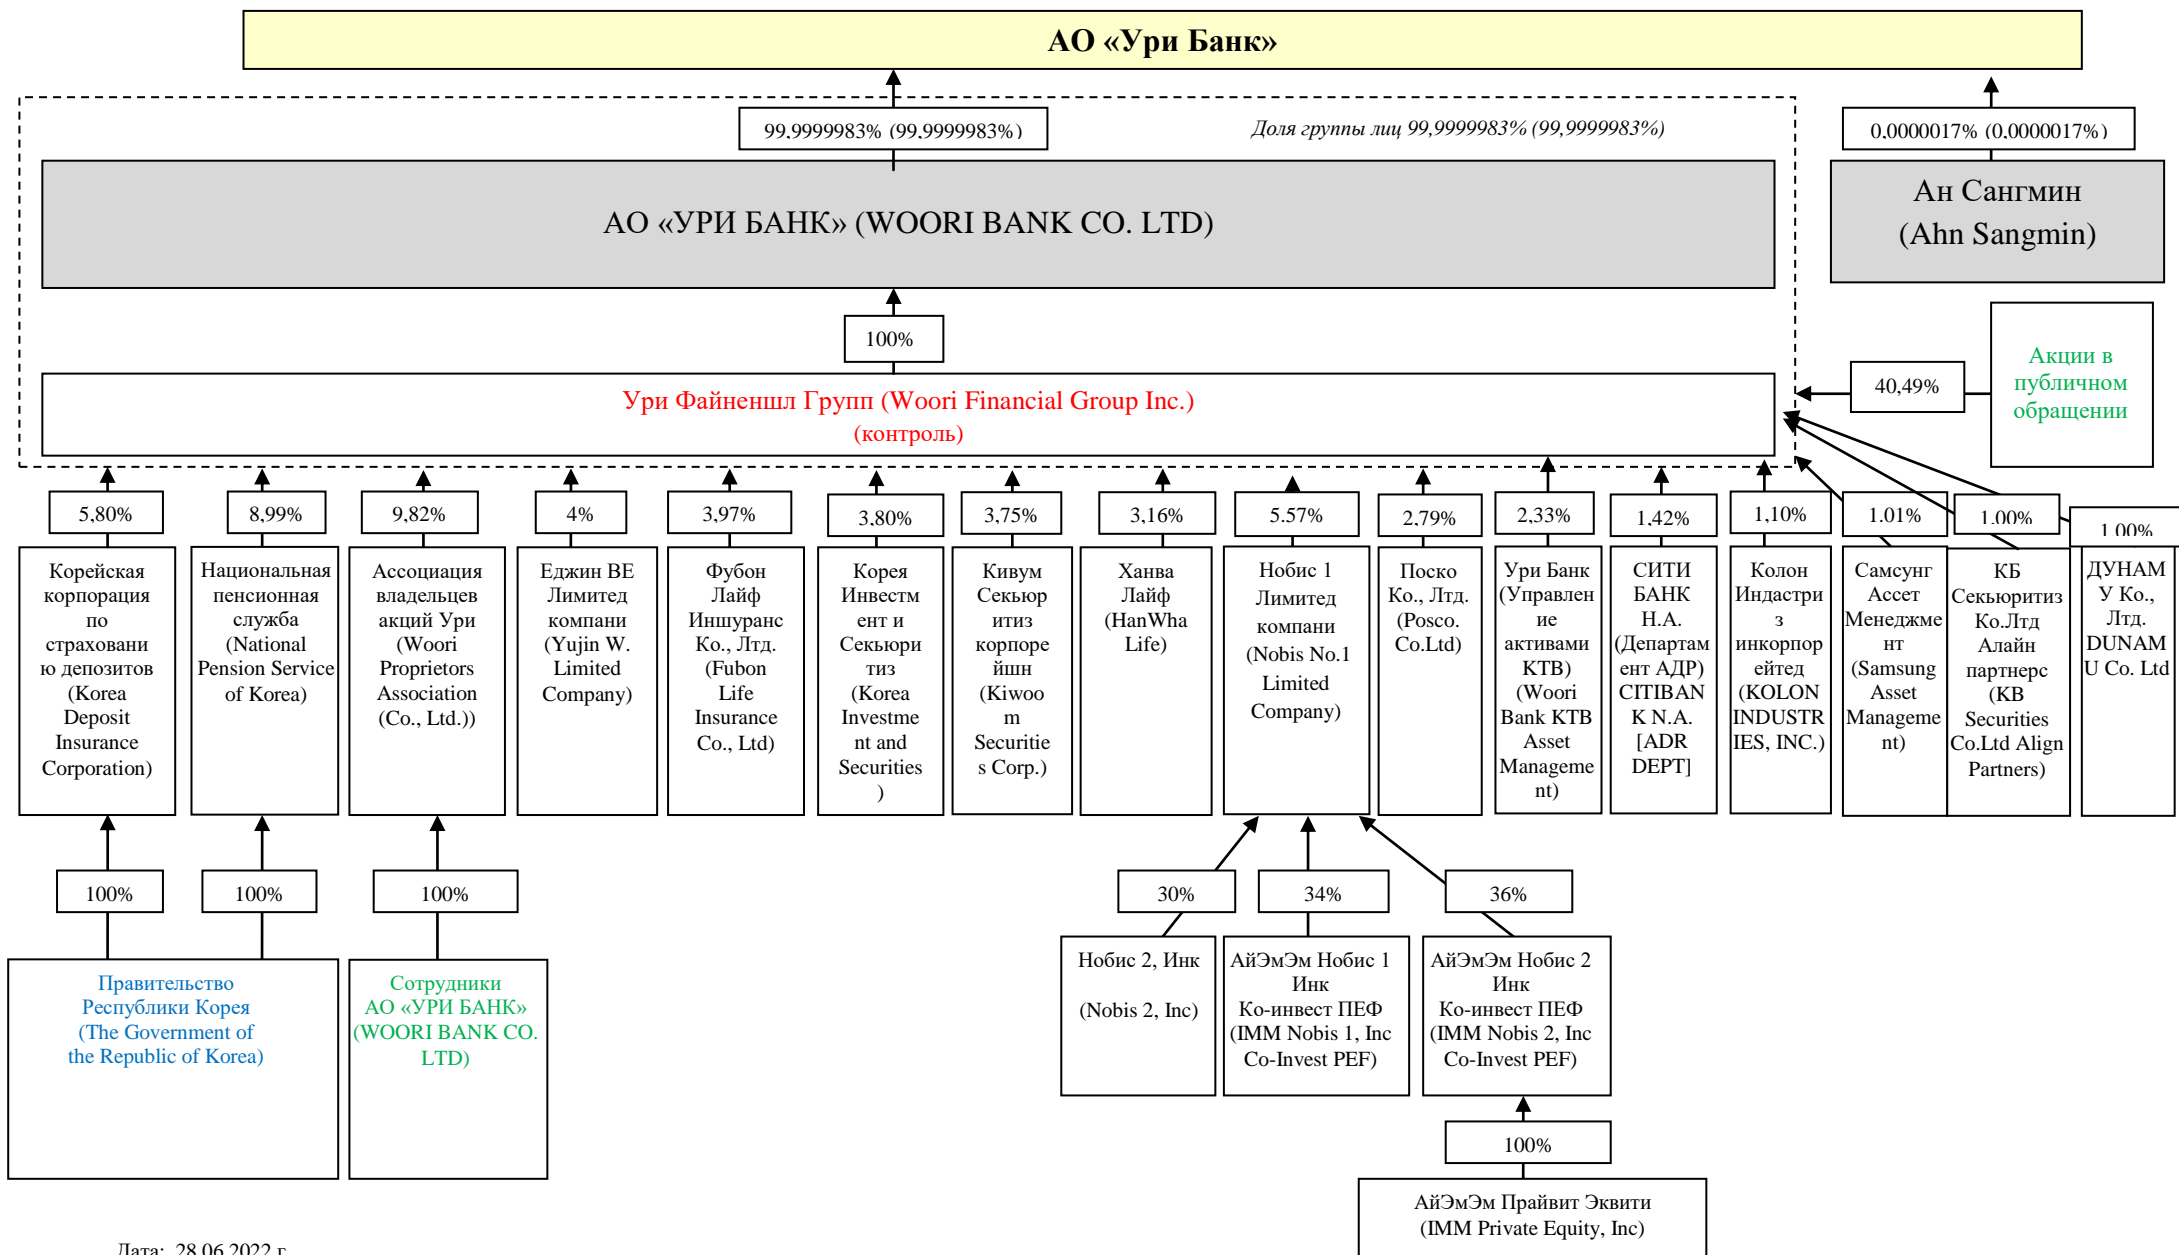 АО «Ури Банк»
99,9999983% (99,9999983%)
Доля группы лиц 99,9999983% (99,9999983%)
0,0000017% (0,0000017%)
АО «УРИ БАНК» (WOORI BANK CO. LTD)
Ан Сангмин
(Ahn Sangmin)
100%
Акции в
публичном
обращении
40,49%
Ури Файненшл Групп (Woori Financial Group Inc.)
(контроль)
5,80%
8,99%
9,82%
4%
3,97%
3,80%
3,75%
3,16%
5.57%
2,79%
2,33%
1,42%
1,10%
1.01%
1.00%
1.00%
Корейская
корпорация
по
страховани
ю депозитов
(Korea
Deposit
Insurance
Corporation)
Национальная
пенсионная
служба
(National
Pension Service
of Korea)
Ассоциация
владельцев
акций Ури
(Woori
Proprietors
Association
(Co., Ltd.))
Еджин ВЕ
Лимитед
компани
(Yujin W.
Limited
Company)
Фубон
Лайф
Иншуранс
Ко., Лтд.
(Fubon
Life
Insurance
Co., Ltd)
Корея
Инвестм
ент и
Секьюри
тиз
(Korea
Investme
nt and
Securities
)
Кивум
Секьюр
итиз
корпоре
йшн
(Kiwoo
m
Securitie
s Corp.)
Ханва
Лайф
(HanWha
Life)
Нобис 1
Лимитед
компани
(Nobis No.1
Limited
Company)
Поско
Ко., Лтд.
(Posco.
Co.Ltd)
Ури Банк
(Управлен
ие
активами
КТВ)
(Woori
Bank KTB
Asset
Manageme
nt)
СИТИ
БАНК
Н.А.
(Департам
ент АДР)
CITIBAN
K N.A.
[ADR
DEPT]
Колон
Индастри
з
инкорпор
ейтед
(KOLON
INDUSTR
IES, INC.)
Самсунг
Ассет
Менеджме
нт
(Samsung
Asset
Manageme
nt)
КБ
Секьюритиз
Ко.Лтд
Алайн
партнерс
(KB
Securities
Co.Ltd Align
Partners)
ДУНАМ
У Ко.,
Лтд.
DUNAM
U Co. Ltd
100%
100%
100%
30%
34%
36%
Правительство
Республики Корея
(The Government of
the Republic of Korea)
Сотрудники
АО «УРИ БАНК»
(WOORI BANK CO.
LTD)
Нобис 2, Инк
(Nobis 2, Inc)
АйЭмЭм Нобис 1
Инк
Ко-инвест ПЕФ
(IMM Nobis 1, Inc
Co-Invest PEF)
АйЭмЭм Нобис 2
Инк
Ко-инвест ПЕФ
(IMM Nobis 2, Inc
Co-Invest PEF)
100%
АйЭмЭм Прайвит Эквити
(IMM Private Equity, Inc)
Дата: 28.06.2022 г.